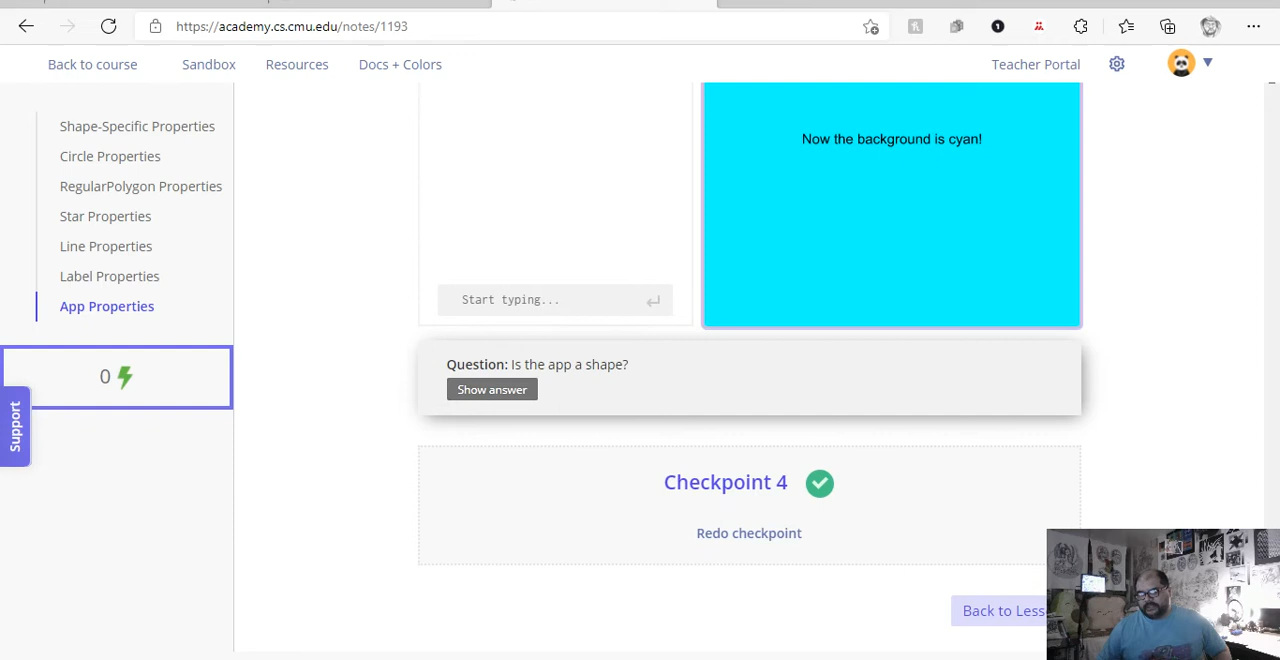 https://academy.cs.cmu.edu/notes/1193
Back to course
Sandbox
Resources
Docs + Colors
Teacher Portal
Shape-Specific Properties
Circle Properties
RegularPolygon Properties
Star Properties
Line Properties
Label Properties
App Properties
0
Support
Now the background is cyan!
Start typing...
Question: Is the app a shape?
Show answer
Checkpoint 4
Redo checkpoint
Back to Less